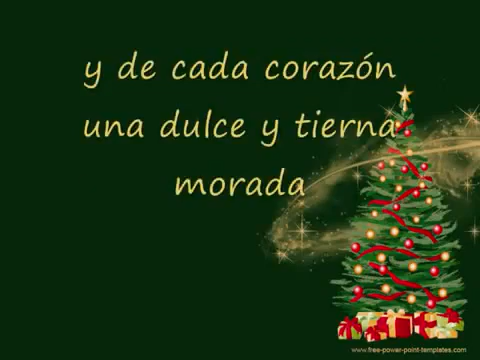 y de cada corazón
una dulce y tierna
morada
www.free-power-point-templates.com